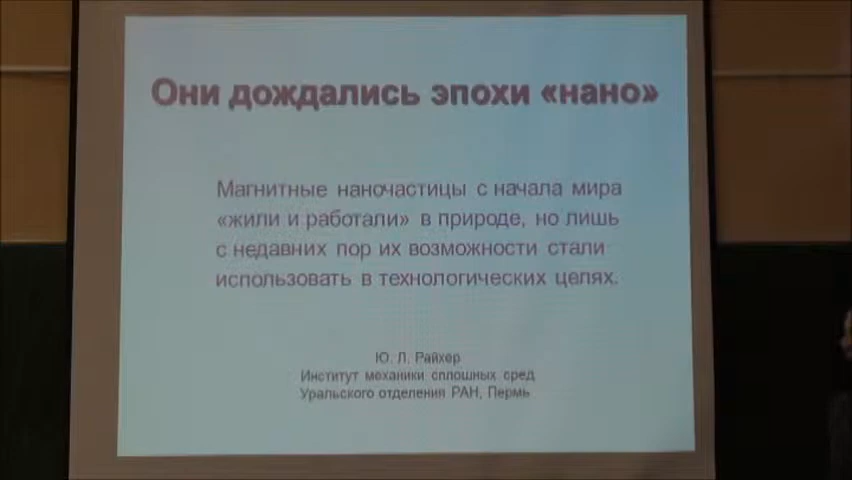 Они дождались эпохи «нано»
Магнитные наночастицы с начала мира
«жили и работали» в природе, но лишь
с недавних пор их возможности стали
использовать в технологических целях.
Ю. Л. Райхер
Институт механики сплошных сред
Уральского отделения РАН, Пермь